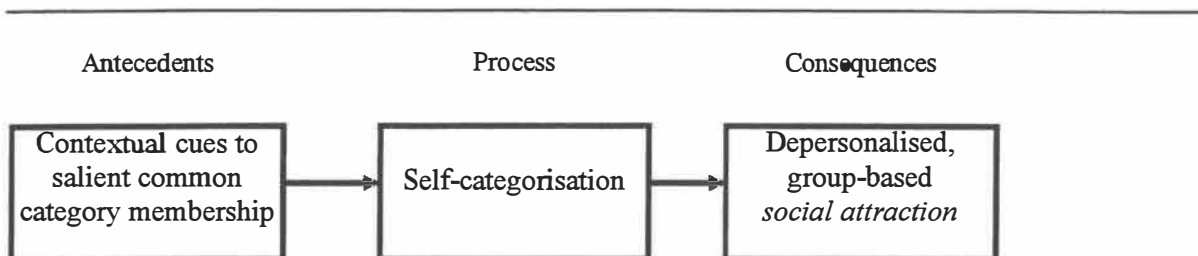 Antecedents Process Consequences
Contextual cues to
salient common
category membership
Self-categorisation
Depersonalised,
group-based
social attraction